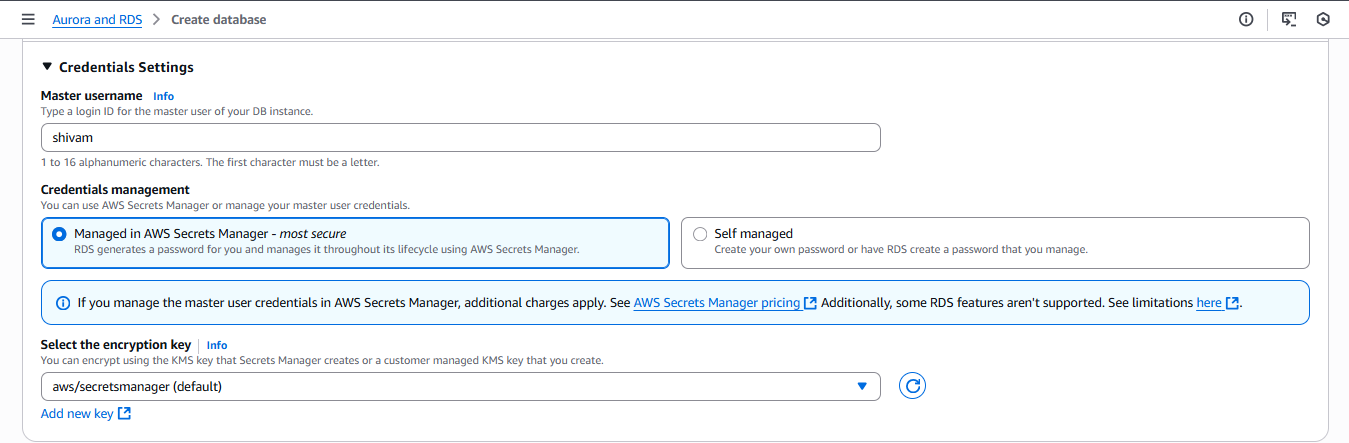 Aurora and RDS > Create database
Credentials Settings
Master username Info
Type a login ID for the master user of your DB instance.
shivam
1 to 16 alphanumeric characters. The first character must be a letter.
Credentials management
You can use AWS Secrets Manager or manage your master user credentials.
Managed in AWS Secrets Manager - most secure
RDS generates a password for you and manages it throughout its lifecycle using AWS Secrets Manager.
Self managed
Create your own password or have RDS create a password that you manage.
If you manage the master user credentials in AWS Secrets Manager, additional charges apply. See AWS Secrets Manager pricing Additionally, some RDS features aren't supported. See limitations here.
Select the encryption key Info
You can encrypt using the KMS key that Secrets Manager creates or a customer managed KMS key that you create.
aws/secretsmanager (default)
Add new key